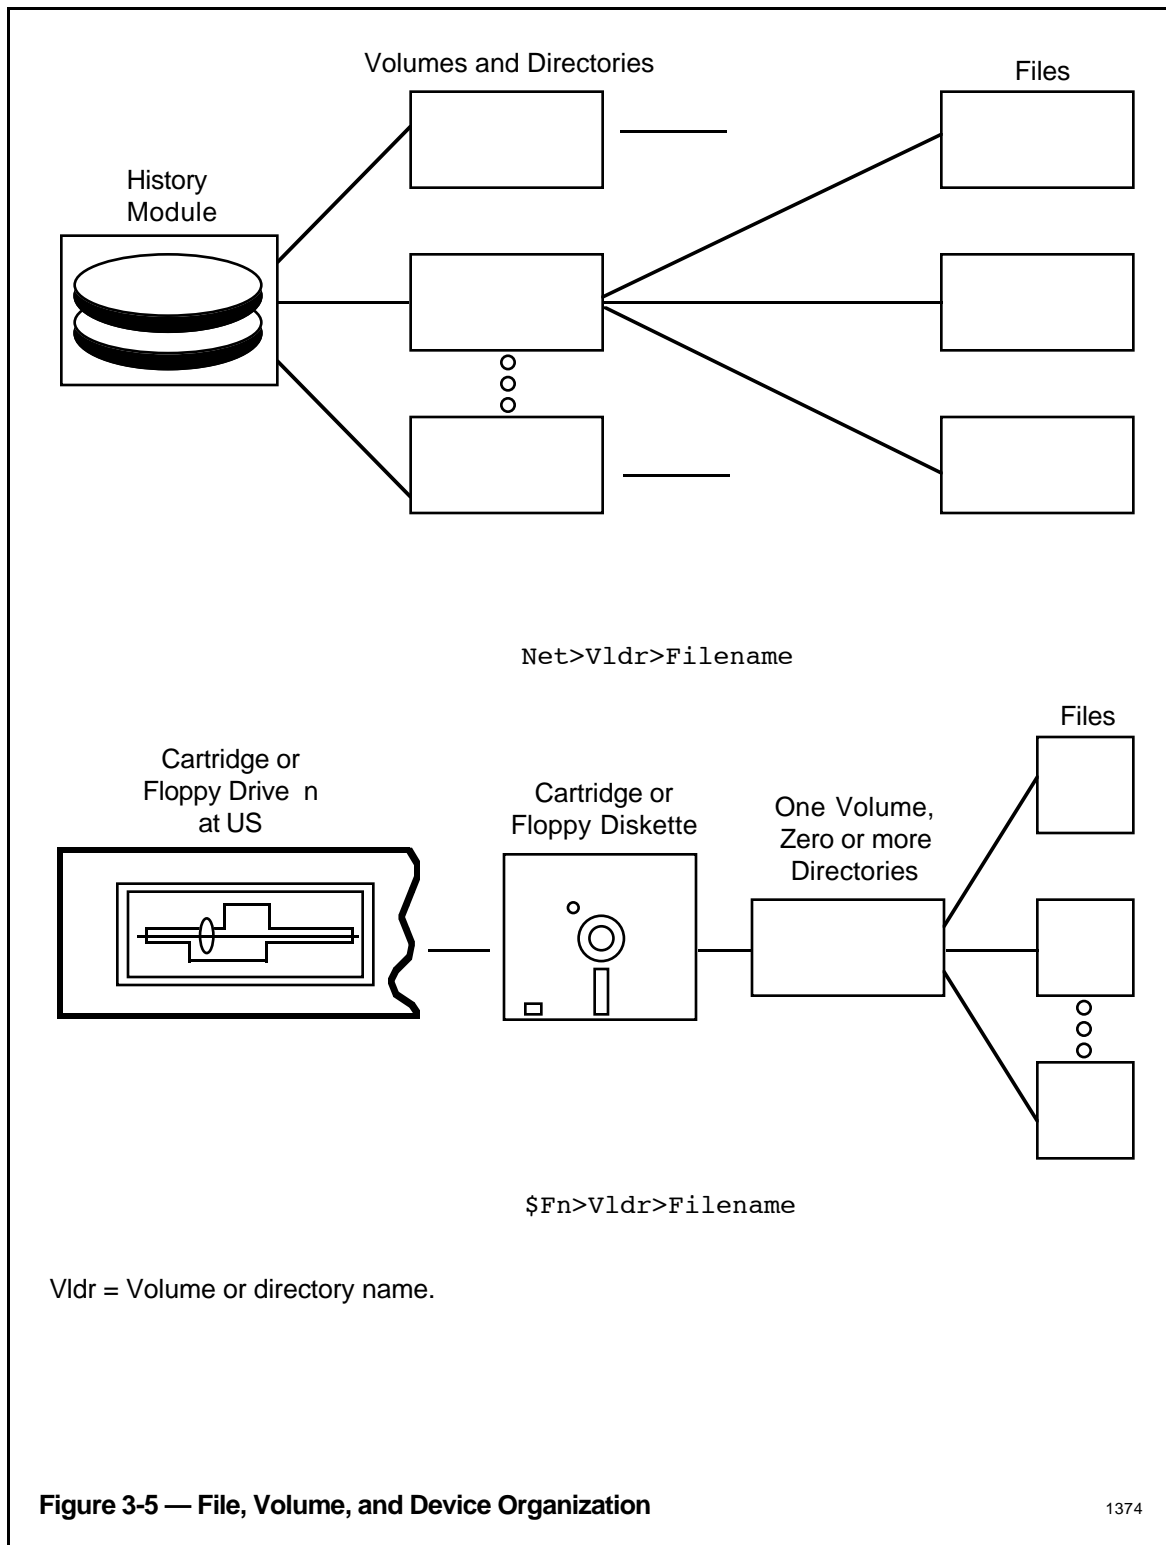 Volumes and Directories
Files
History
Module
Net>Vldr>Filename
Files
Cartridge or
Floppy Drive n
at US
Cartridge or
Floppy Diskette
One Volume,
Zero or more
Directories
$Fn>Vldr>Filename
Vldr = Volume or directory name.
Figure 3-5 — File, Volume, and Device Organization
1374